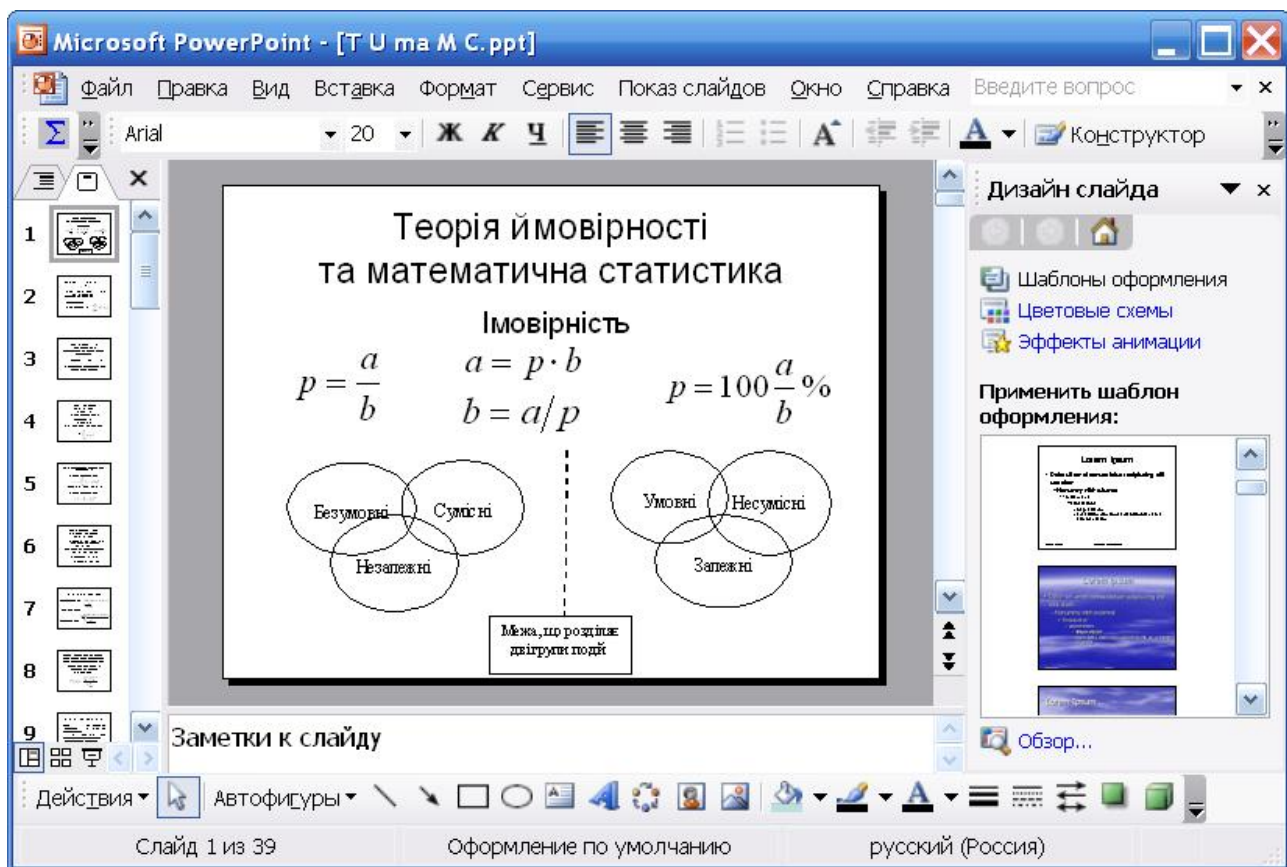 Microsoft PowerPoint - [Т U та М С.ppt]
Файл Правка Вид Вставка Формат Сервис Показ слайдов Окно Справка Введите вопрос
Arial 20 Ж К Ч А А Конструктор
Дизайн слайда
1
2
3
4
5
6
7
8
9
Теорія ймовірності
та математична статистика
Імовірність
p = a/b
a = p · b
b = a/p
p = 100 a/b %
Безумовні Сумісні
Незалежні
Умовні Несумісні
Залежні
Межа, що розділяє
двігрупи подій
Шаблоны оформления
Цветовые схемы
Эффекты анимации
Применить шаблон
оформления:
Lorem Ipsum
Обзор...
Заметки к слайду
Действия Автофигуры А
Слайд 1 из 39 Оформление по умолчанию русский (Россия)